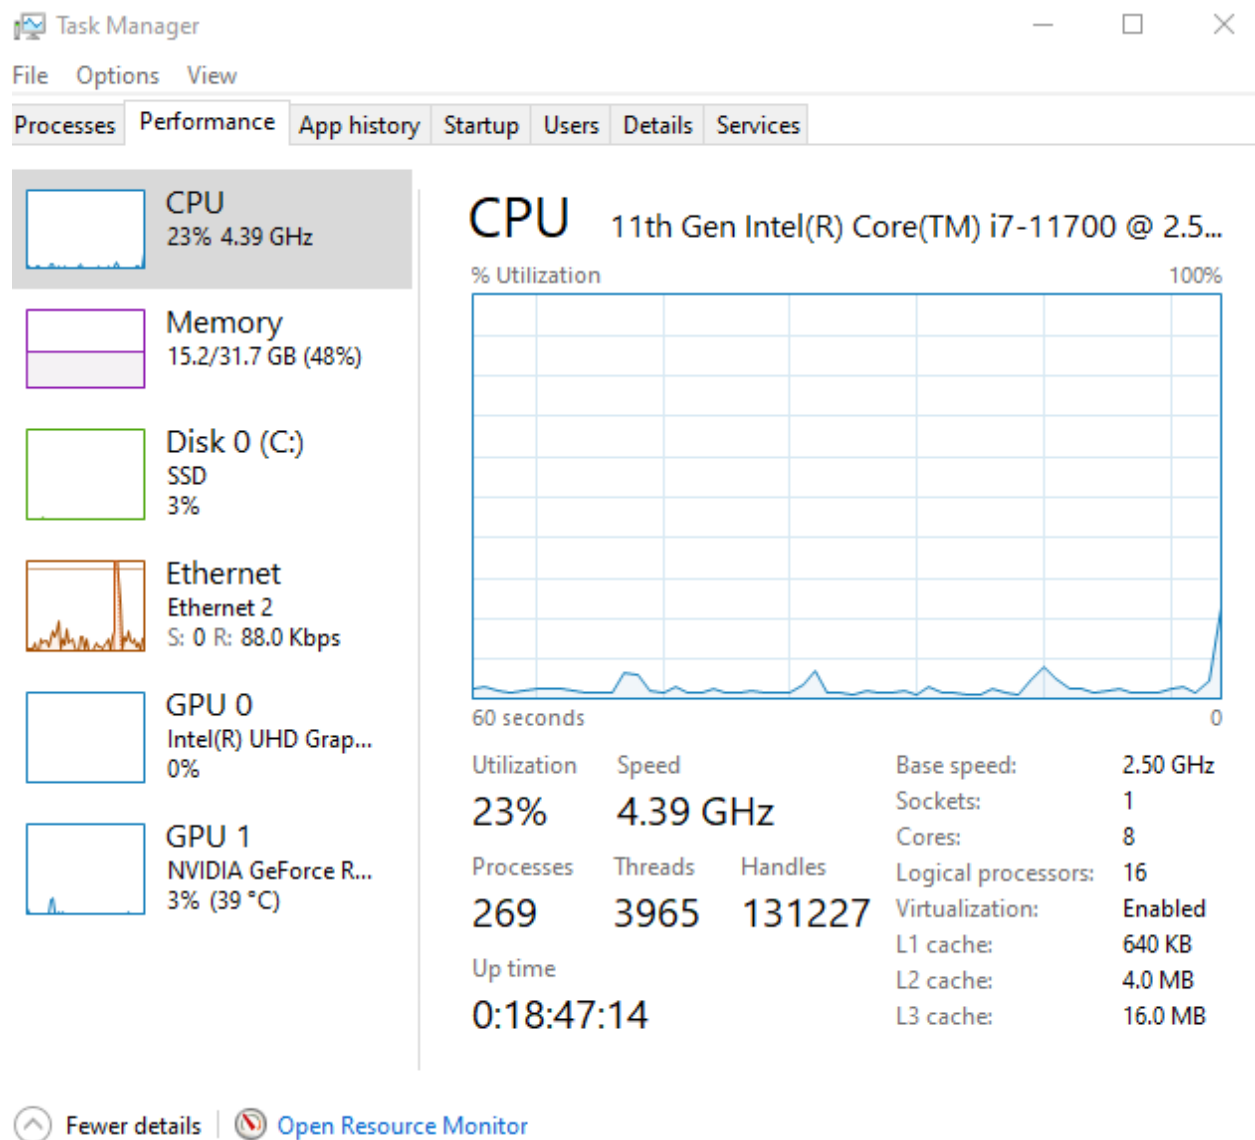 Task Manager
File Options View
Processes Performance App history Startup Users Details Services
CPU
23% 4.39 GHz
Memory
15.2/31.7 GB (48%)
Disk 0 (C:)
SSD
3%
Ethernet
Ethernet 2
S: 0 R: 88.0 Kbps
GPU 0
Intel(R) UHD Grap...
0%
GPU 1
NVIDIA GeForce R...
3% (39 °C)
CPU 11th Gen Intel(R) Core(TM) i7-11700 @ 2.5...
% Utilization 100%
60 seconds 0
Utilization Speed
23% 4.39 GHz
Processes Threads Handles
269 3965 131227
Up time
0:18:47:14
Base speed: 2.50 GHz
Sockets: 1
Cores: 8
Logical processors: 16
Virtualization: Enabled
L1 cache: 640 KB
L2 cache: 4.0 MB
L3 cache: 16.0 MB
Fewer details Open Resource Monitor